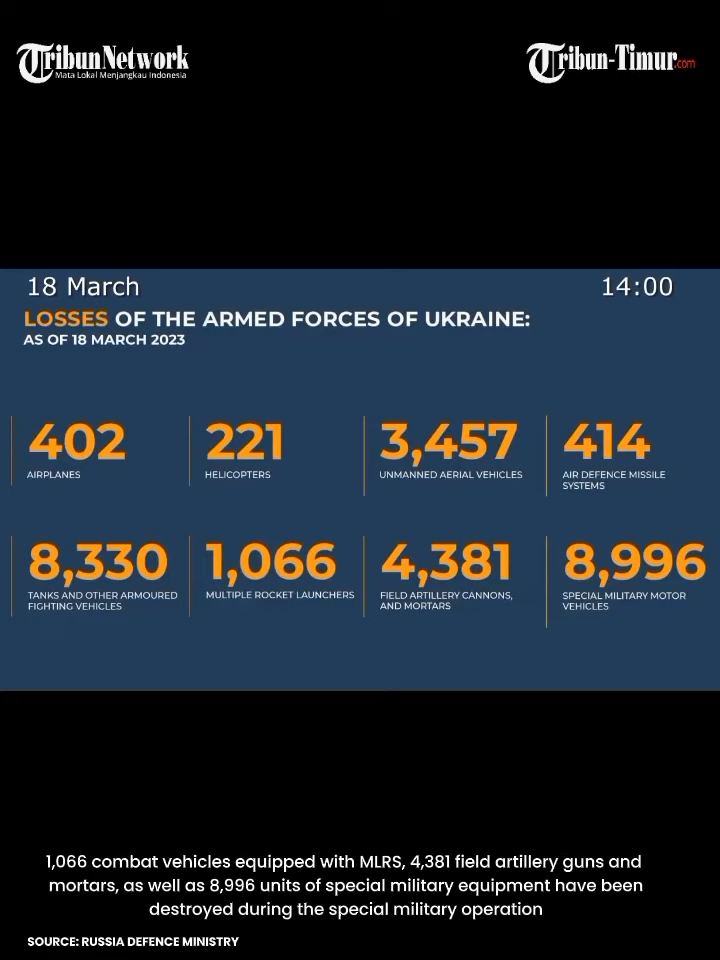 TribunNetwork
Mata Lokal Menjangkau Indonesia
Tribun-Timur.com
18 March
14:00
LOSSES OF THE ARMED FORCES OF UKRAINE:
AS OF 18 MARCH 2023
402
AIRPLANES
221
HELICOPTERS
3,457
UNMANNED AERIAL VEHICLES
414
AIR DEFENCE MISSILE
SYSTEMS
8,330
TANKS AND OTHER ARMOURED
FIGHTING VEHICLES
1,066
MULTIPLE ROCKET LAUNCHERS
4,381
FIELD ARTILLERY CANNONS,
AND MORTARS
8,996
SPECIAL MILITARY MOTOR
VEHICLES
1,066 combat vehicles equipped with MLRS, 4,381 field artillery guns and
mortars, as well as 8,996 units of special military equipment have been
destroyed during the special military operation
SOURCE: RUSSIA DEFENCE MINISTRY